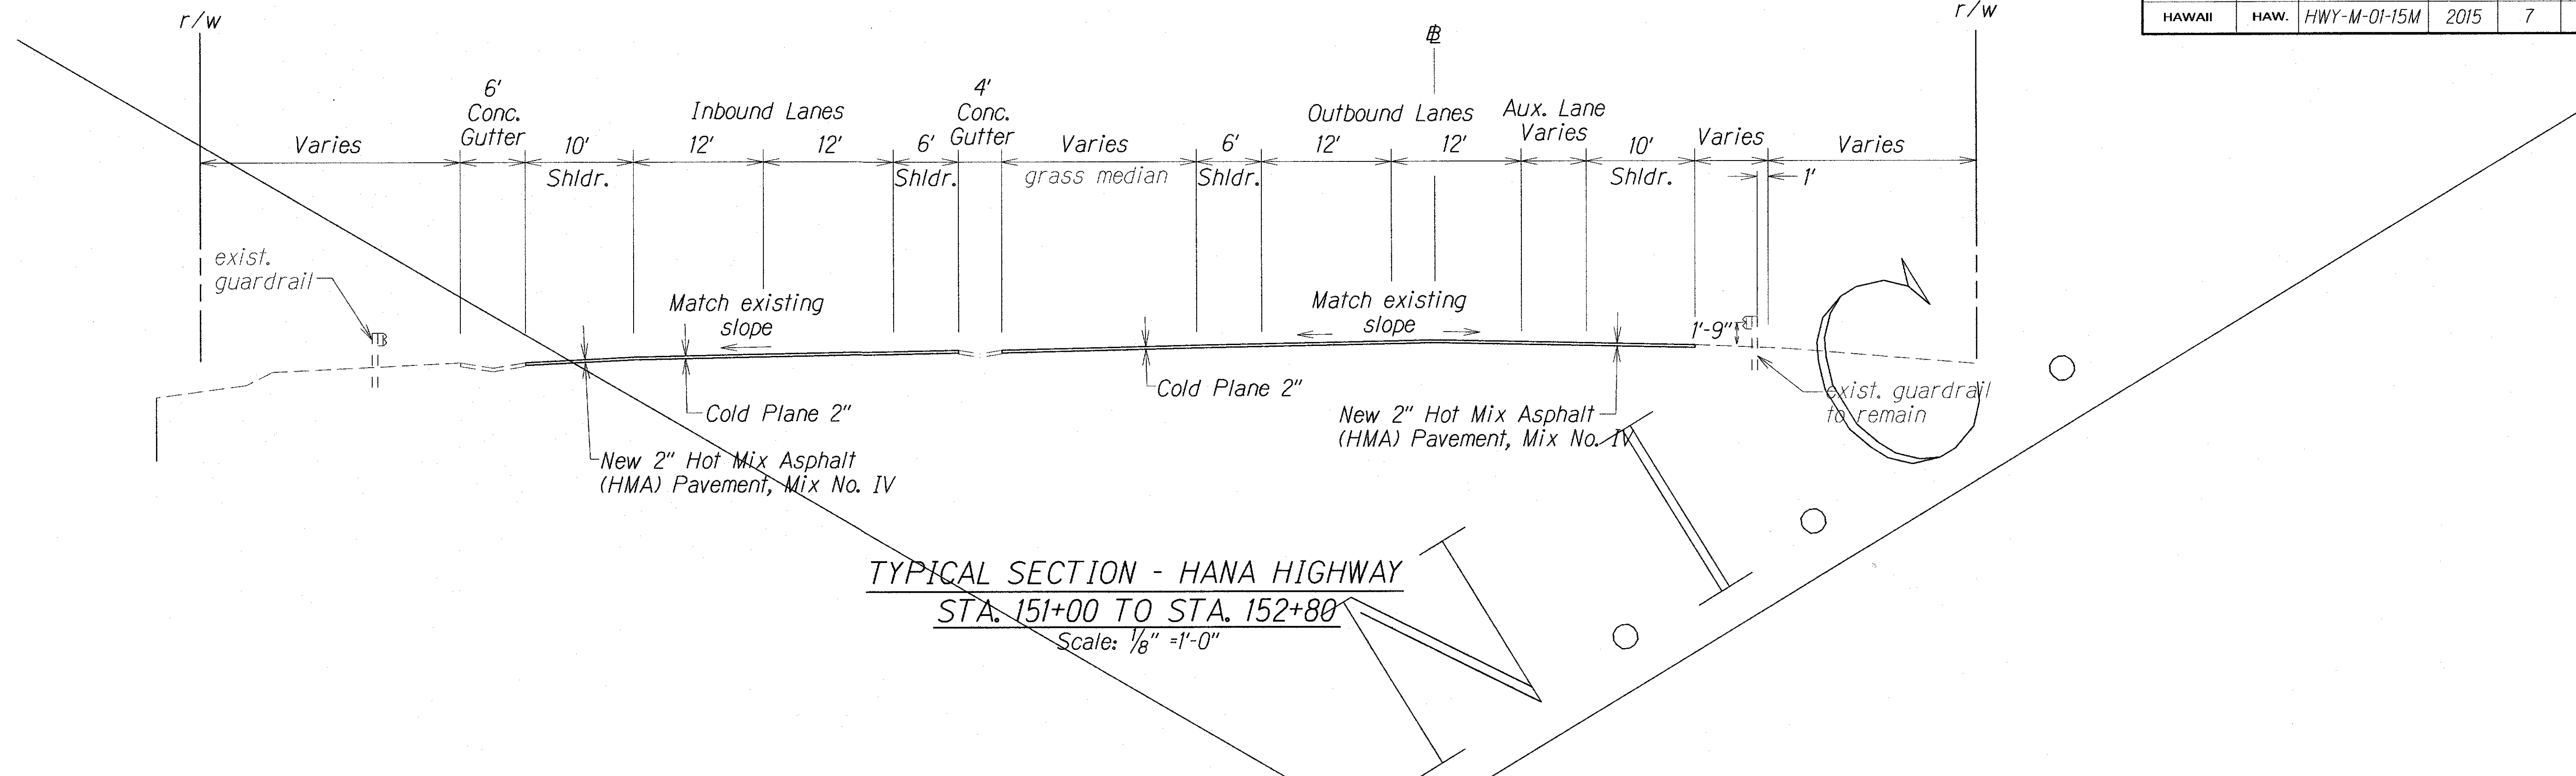 HAWAII HAW. HWY-M-01-15M 2015 7
r/w
r/w
6'
Conc.
Gutter
4'
Conc.
Gutter
Inbound Lanes
Outbound Lanes
Aux. Lane
Varies
Varies 10' 12' 12' 6' Varies 6' 12' 12' 10' Varies Varies
Shldr. Shldr. grass median Shldr. Shldr. 1'
exist.
guardrail
Match existing
slope
Match existing
slope
1'-9"
Cold Plane 2"
Cold Plane 2"
exist. guardrail
to remain
New 2" Hot Mix Asphalt
(HMA) Pavement, Mix No. IV
New 2" Hot Mix Asphalt
(HMA) Pavement, Mix No. IV
TYPICAL SECTION - HANA HIGHWAY
STA. 151+00 TO STA. 152+80
Scale: 1/8" =1'-0"